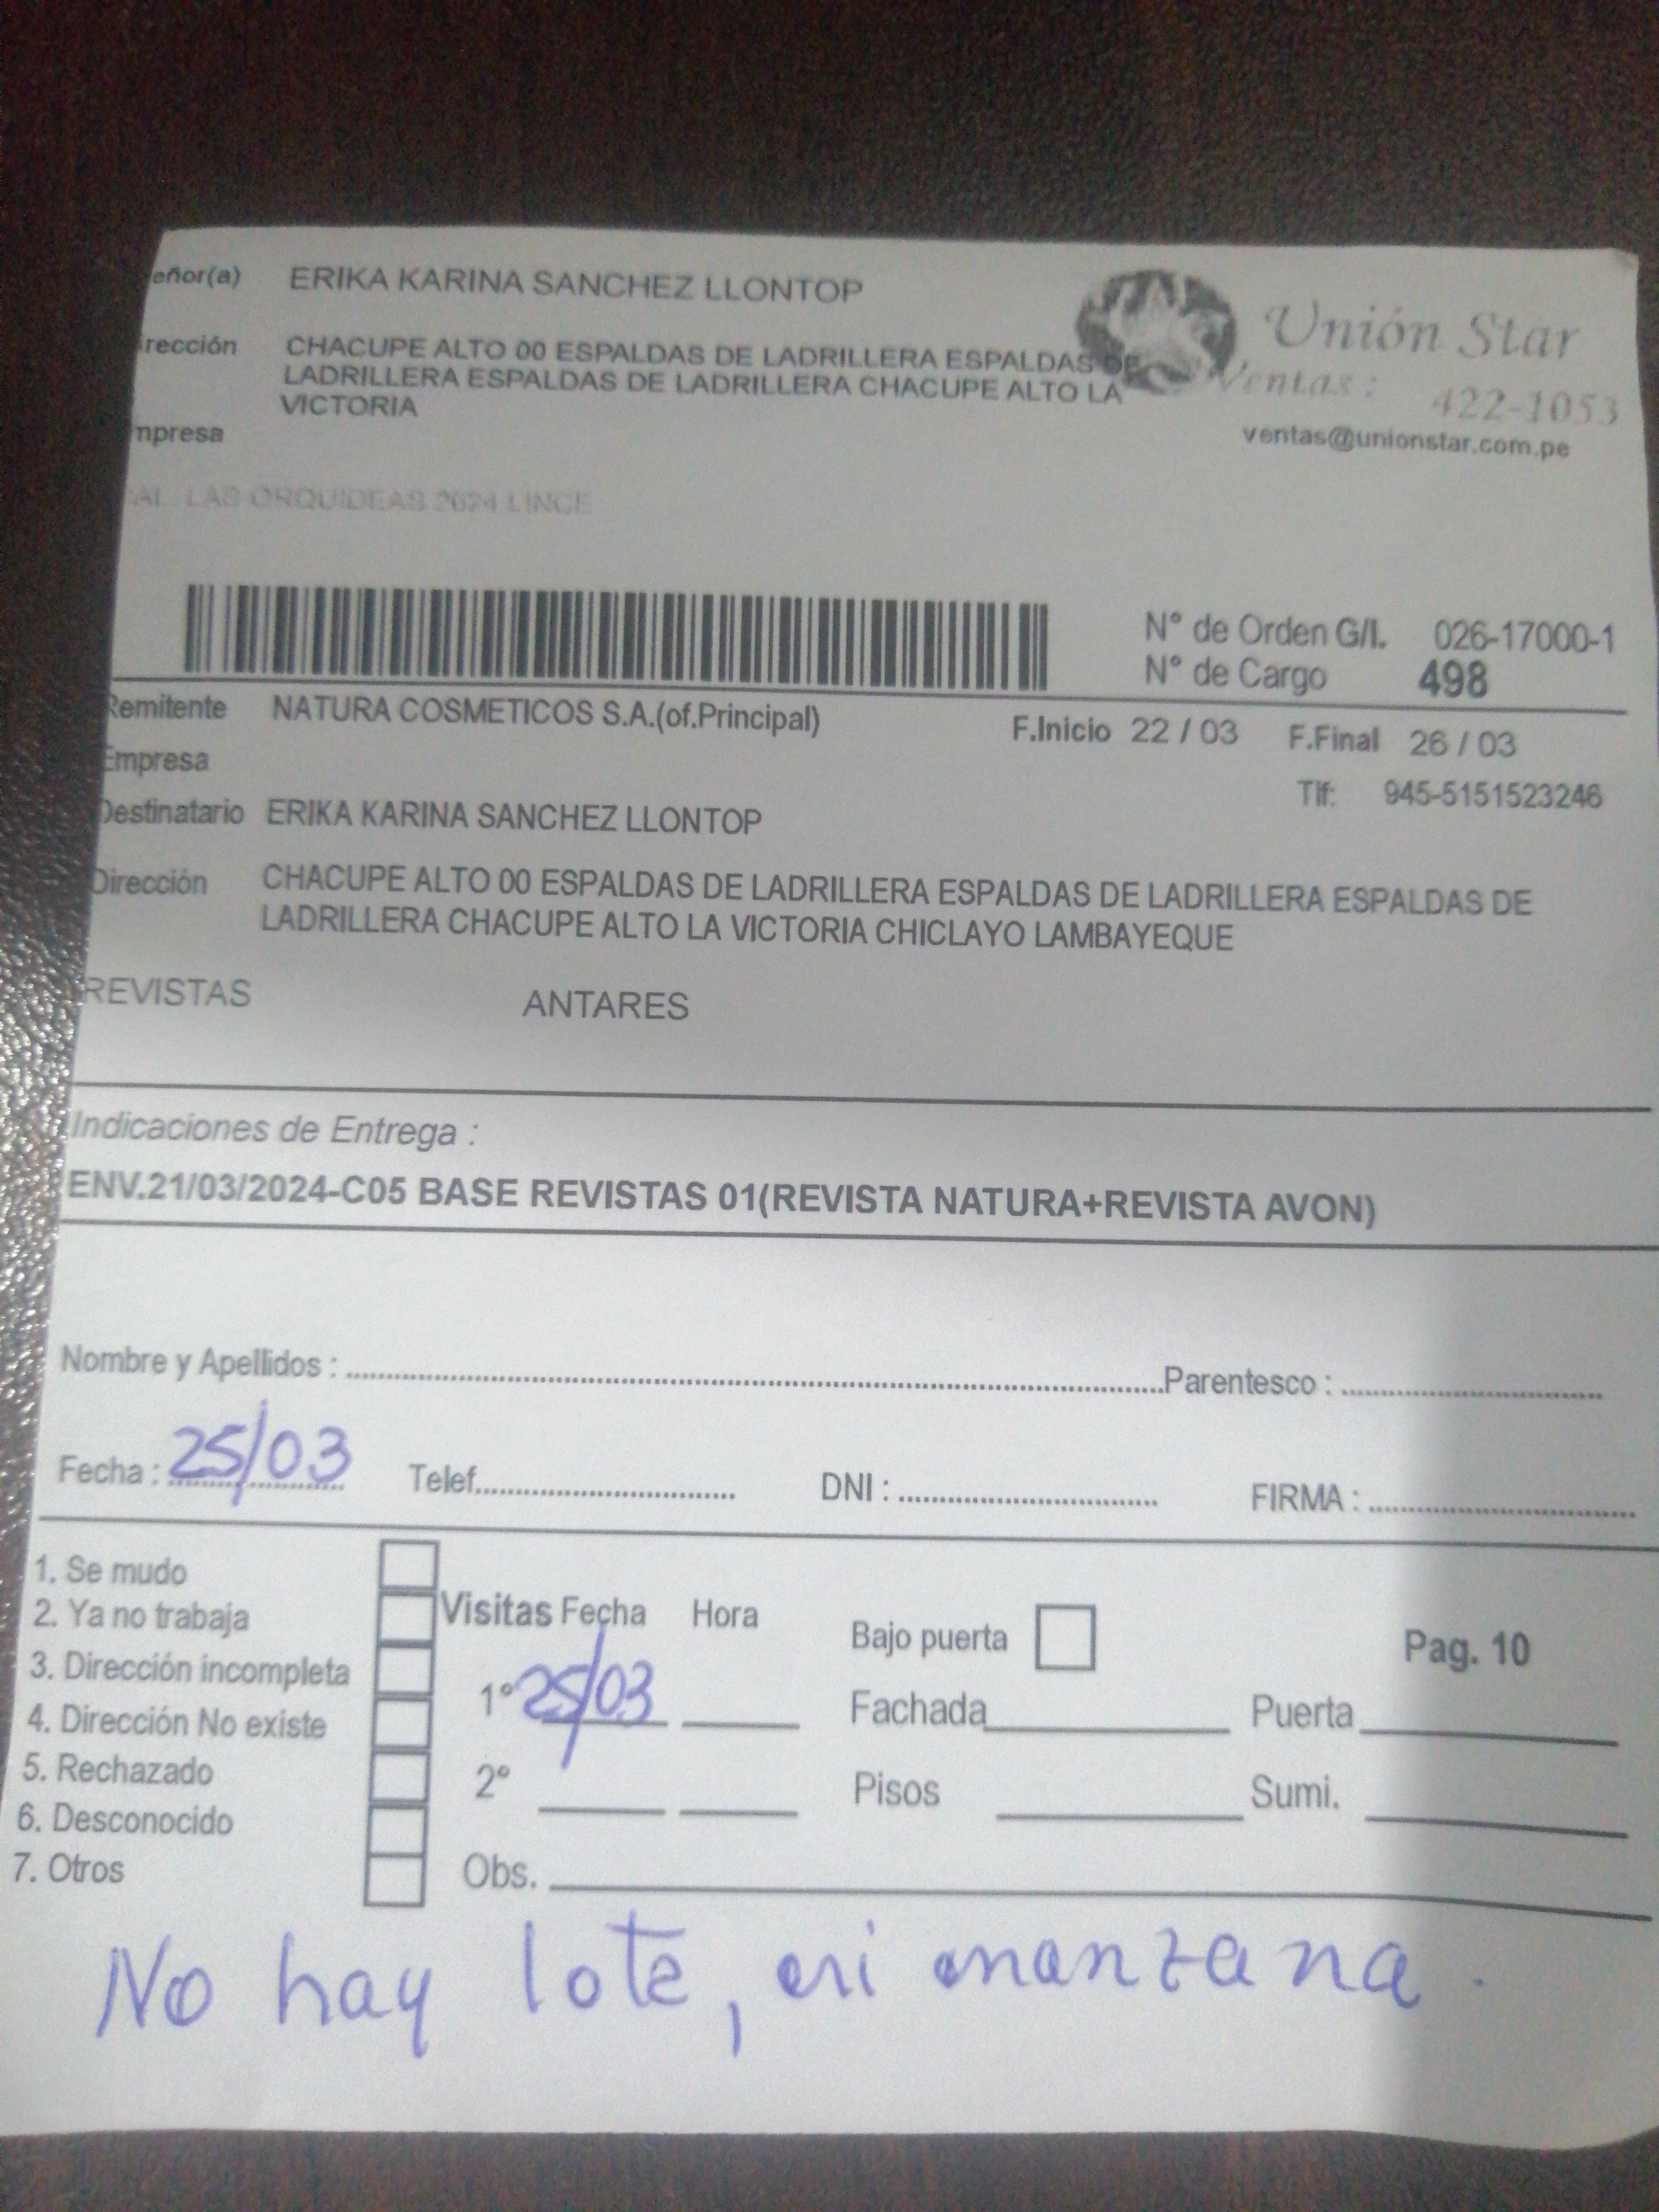 eñor(a) ERIKA KARINA SANCHEZ LLONTOP
irección CHACUPE ALTO 00 ESPALDAS DE LADRILLERA ESPALDAS DE
LADRILLERA ESPALDAS DE LADRILLERA CHACUPE ALTO LA
VICTORIA
mpresa
Unión Star
Ventas : 422-1053
ventas@unionstar.com.pe
AL. LAS ORQUIDEAS 2624 LINCE
N° de Orden G/I. 026-17000-1
N° de Cargo 498
Remitente NATURA COSMETICOS S.A.(of.Principal) F.Inicio 22 / 03 F.Final 26 / 03
Empresa
Tlf: 945-5151523246
Destinatario ERIKA KARINA SANCHEZ LLONTOP
Dirección CHACUPE ALTO 00 ESPALDAS DE LADRILLERA ESPALDAS DE LADRILLERA ESPALDAS DE
LADRILLERA CHACUPE ALTO LA VICTORIA CHICLAYO LAMBAYEQUE
REVISTAS ANTARES
Indicaciones de Entrega :
ENV.21/03/2024-C05 BASE REVISTAS 01(REVISTA NATURA+REVISTA AVON)
Nombre y Apellidos : Parentesco :
Fecha : 25/03 Telef. DNI : FIRMA :
1. Se mudo
2. Ya no trabaja
3. Dirección incompleta
4. Dirección No existe
5. Rechazado
6. Desconocido
7. Otros
Visitas Fecha Hora
1° 25/03
2°
Obs.
Bajo puerta Pag. 10
Fachada Puerta
Pisos Sumi.
No hay lote, ni manzana.